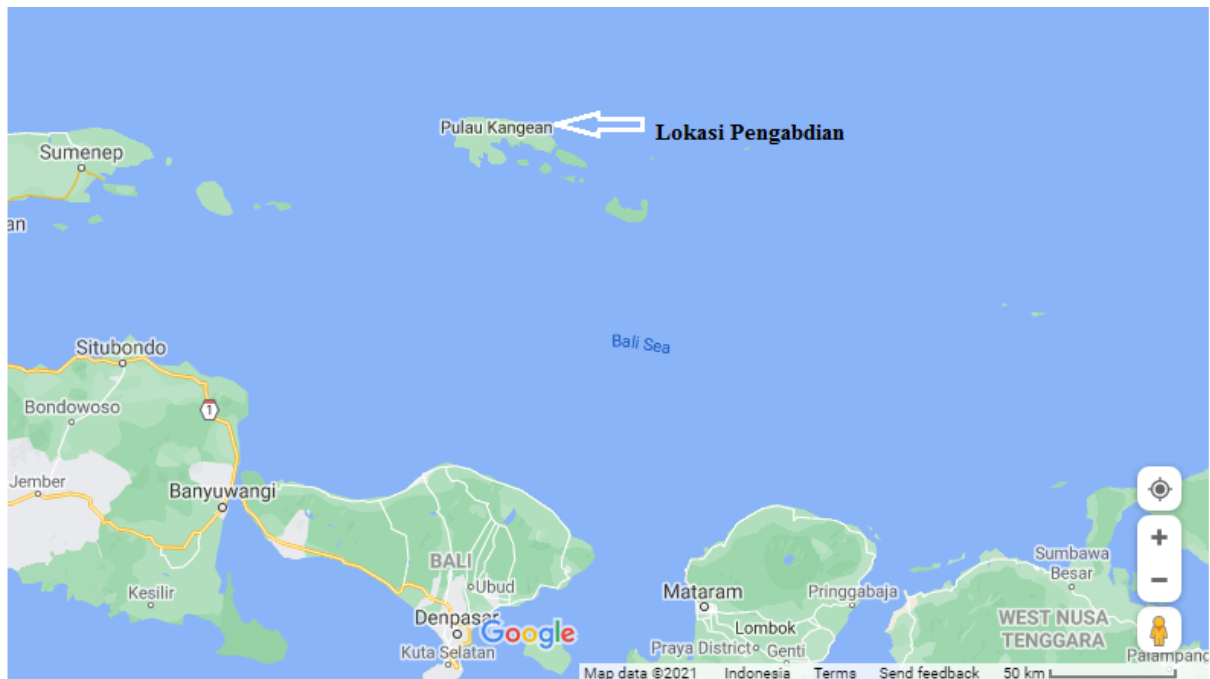 Pulau Kangean
Lokasi Pengabdian
Sumenep
an
Situbondo
Bali Sea
Bondowoso
1
Jember
Banyuwangi
BALI
Ubud
Kesilir
Denpasar
Google
Kuta Selatan
Mataram
Pringgabaja
Lombok
Praya District
Genti
Sumbawa
Besar
WEST NUSA
TENGGARA
Palampang
Map data ©2021 Indonesia Terms Send feedback 50 km